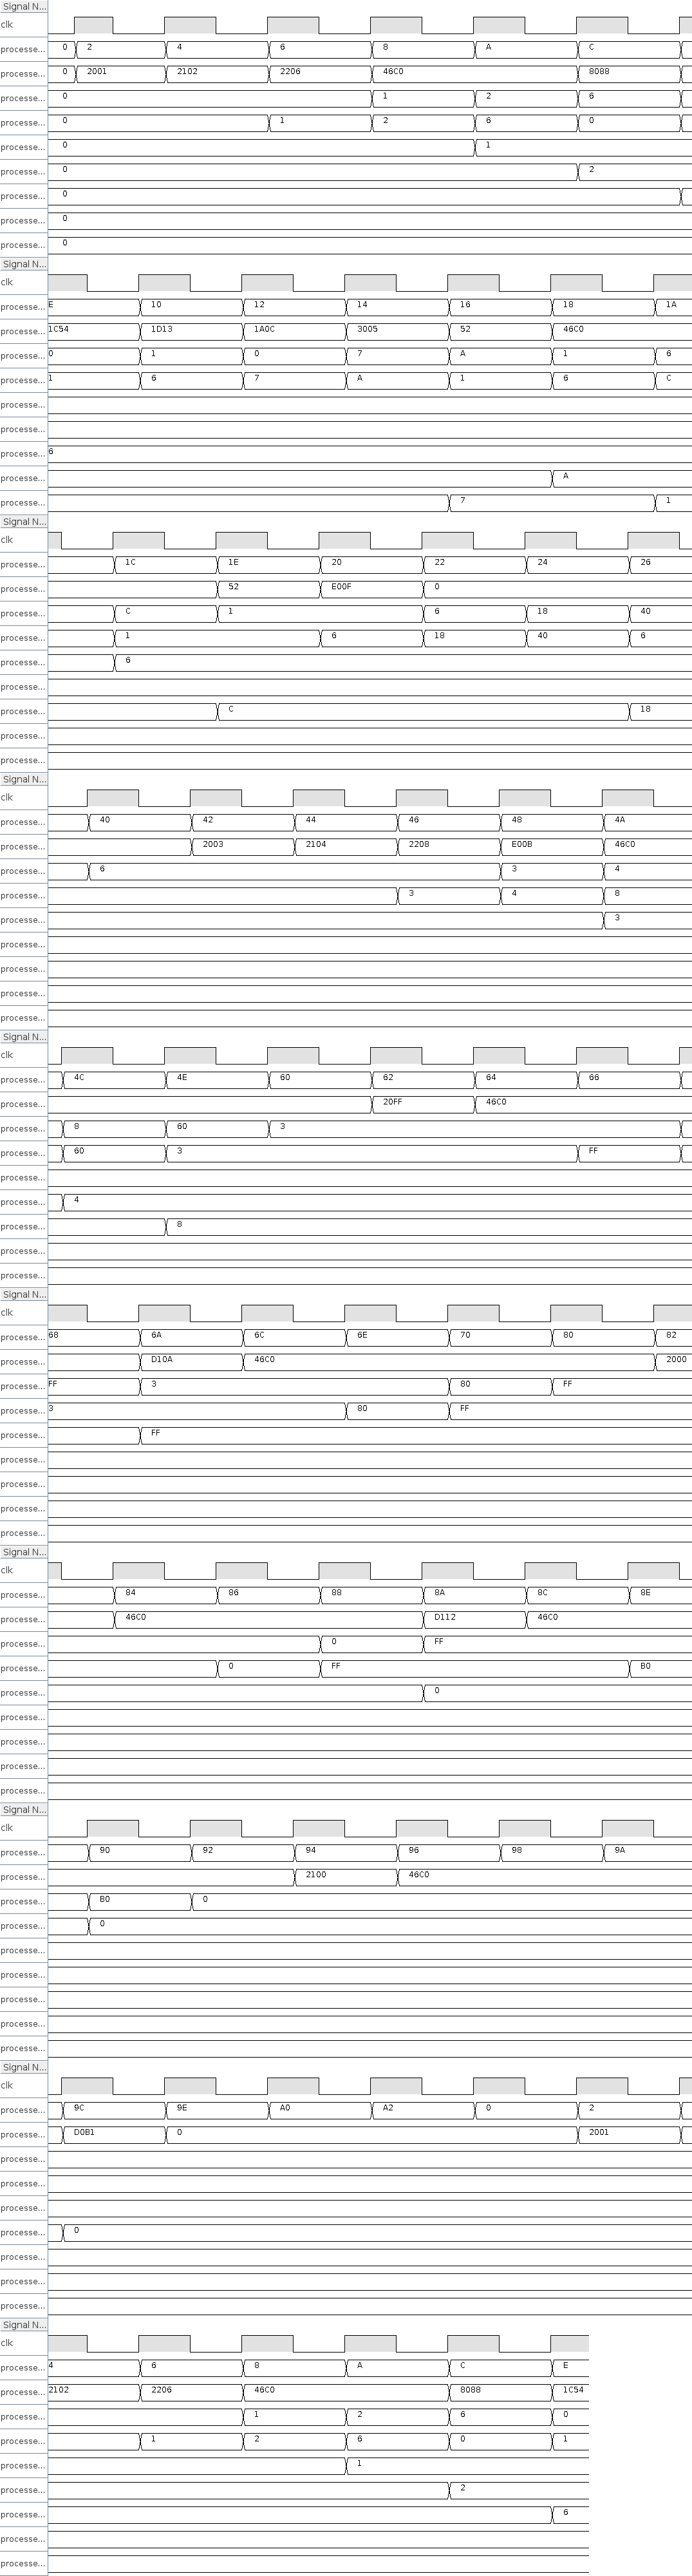 Signal N...
clk
processe... 0 2 4 6 8 A C
processe... 0 2001 2102 2206 46C0 8088
processe... 0 1 2 6
processe... 0 1 2 6 0
processe... 0 1
processe... 0 2
processe... 0
processe... 0
processe... 0
Signal N...
clk
processe... E 10 12 14 16 18 1A
processe... 1C54 1D13 1A0C 3005 52 46C0
processe... 0 1 0 7 A 1 6
processe... 1 6 7 A 1 6 C
processe...
processe...
processe... 6
processe... A
processe... 7 1
Signal N...
clk
processe... 1C 1E 20 22 24 26
processe... 52 E00F 0
processe... C 1 6 18 40
processe... 1 6 18 40 6
processe... 6
processe...
processe... C 18
processe...
processe...
Signal N...
clk
processe... 40 42 44 46 48 4A
processe... 2003 2104 2208 E00B 46C0
processe... 6 3 4
processe... 3 4 8
processe... 3
processe...
processe...
processe...
processe...
Signal N...
clk
processe... 4C 4E 60 62 64 66
processe... 20FF 46C0
processe... 8 60 3
processe... 60 3 FF
processe...
processe... 4
processe... 8
processe...
processe...
Signal N...
clk
processe... 68 6A 6C 6E 70 80 82
processe... D10A 46C0 2000
processe... FF 3 80 FF
processe... 3 80 FF
processe... FF
processe...
processe...
processe...
processe...
Signal N...
clk
processe... 84 86 88 8A 8C 8E
processe... 46C0 D112 46C0
processe... 0 FF
processe... 0 FF B0
processe... 0
processe...
processe...
processe...
processe...
Signal N...
clk
processe... 90 92 94 96 98 9A
processe... 2100 46C0
processe... B0 0
processe... 0
processe...
processe...
processe...
processe...
processe...
Signal N...
clk
processe... 9C 9E A0 A2 0 2
processe... D0B1 0 2001
processe...
processe...
processe...
processe... 0
processe...
processe...
processe...
Signal N...
clk
processe... 4 6 8 A C E
processe... 2102 2206 46C0 8088 1C54
processe... 1 2 6 0
processe... 1 2 6 0 1
processe... 1
processe... 2
processe... 6
processe...
processe...